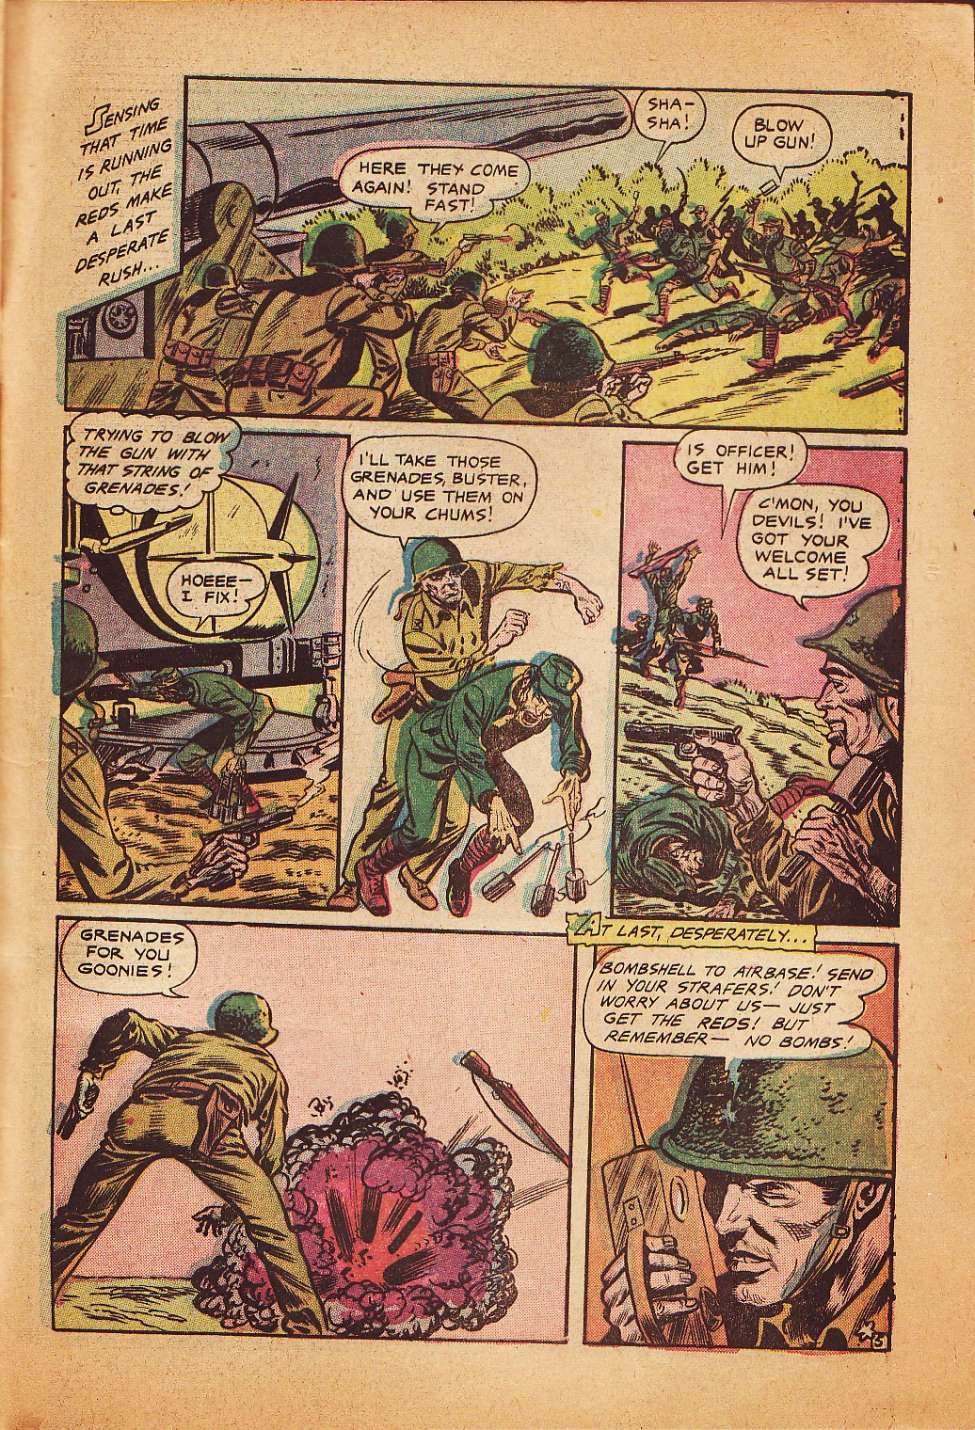 SENSING
THAT TIME
IS RUNNING
OUT, THE
REDS MAKE
A LAST
DESPERATE
RUSH...
HERE THEY COME
AGAIN! STAND
FAST!
SHA-
SHA!
BLOW
UP GUN!
TRYING TO BLOW
THE GUN WITH
THAT STRING OF
GRENADES!
HOEEE-
I FIX!
I'LL TAKE THOSE
GRENADES, BUSTER,
AND USE THEM ON
YOUR CHUMS!
IS OFFICER!
GET HIM!
C'MON, YOU
DEVILS! I'VE
GOT YOUR
WELCOME
ALL SET!
GRENADES
FOR YOU
GOONIES!
AT LAST, DESPERATELY...
BOMBSHELL TO AIRBASE! SEND
IN YOUR STRAFERS! DON'T
WORRY ABOUT US- JUST
GET THE REDS! BUT
REMEMBER- NO BOMBS!
5